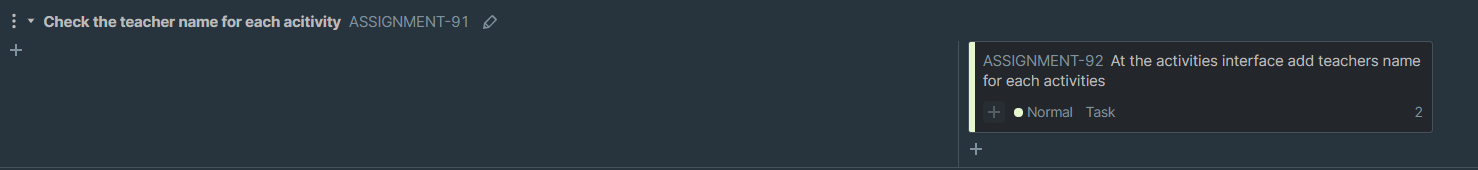 Check the teacher name for each acitivity ASSIGNMENT-91
ASSIGNMENT-92 At the activities interface add teachers name
for each activities
Normal Task 2